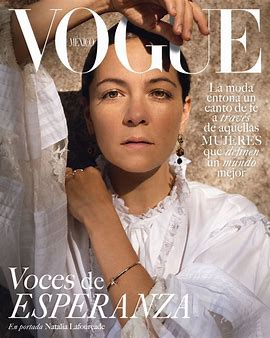 VOGUE
MÉXICO
La moda
entona un
canto de fe
a través
de aquellas
MUJERES
que definen
un mundo
mejor
Voces de
ESPERANZA
En portada Natalia Lafourcade